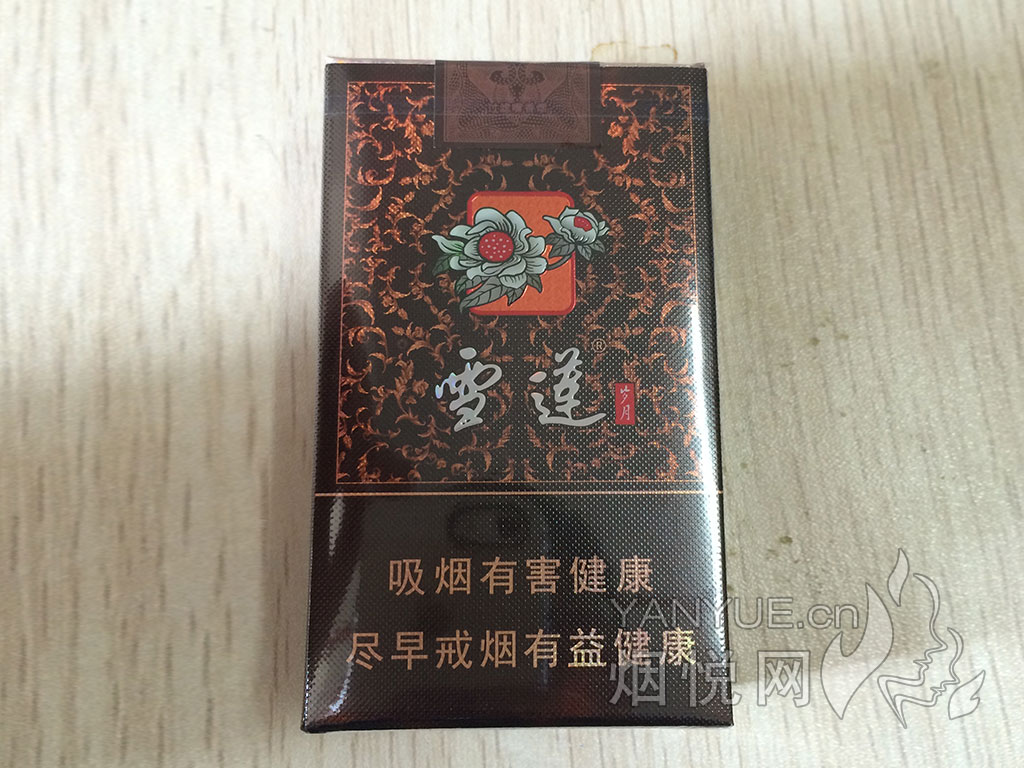 雪莲®
岁月
吸烟有害健康
尽早戒烟有益健康
YANYUE.cn
烟悦网